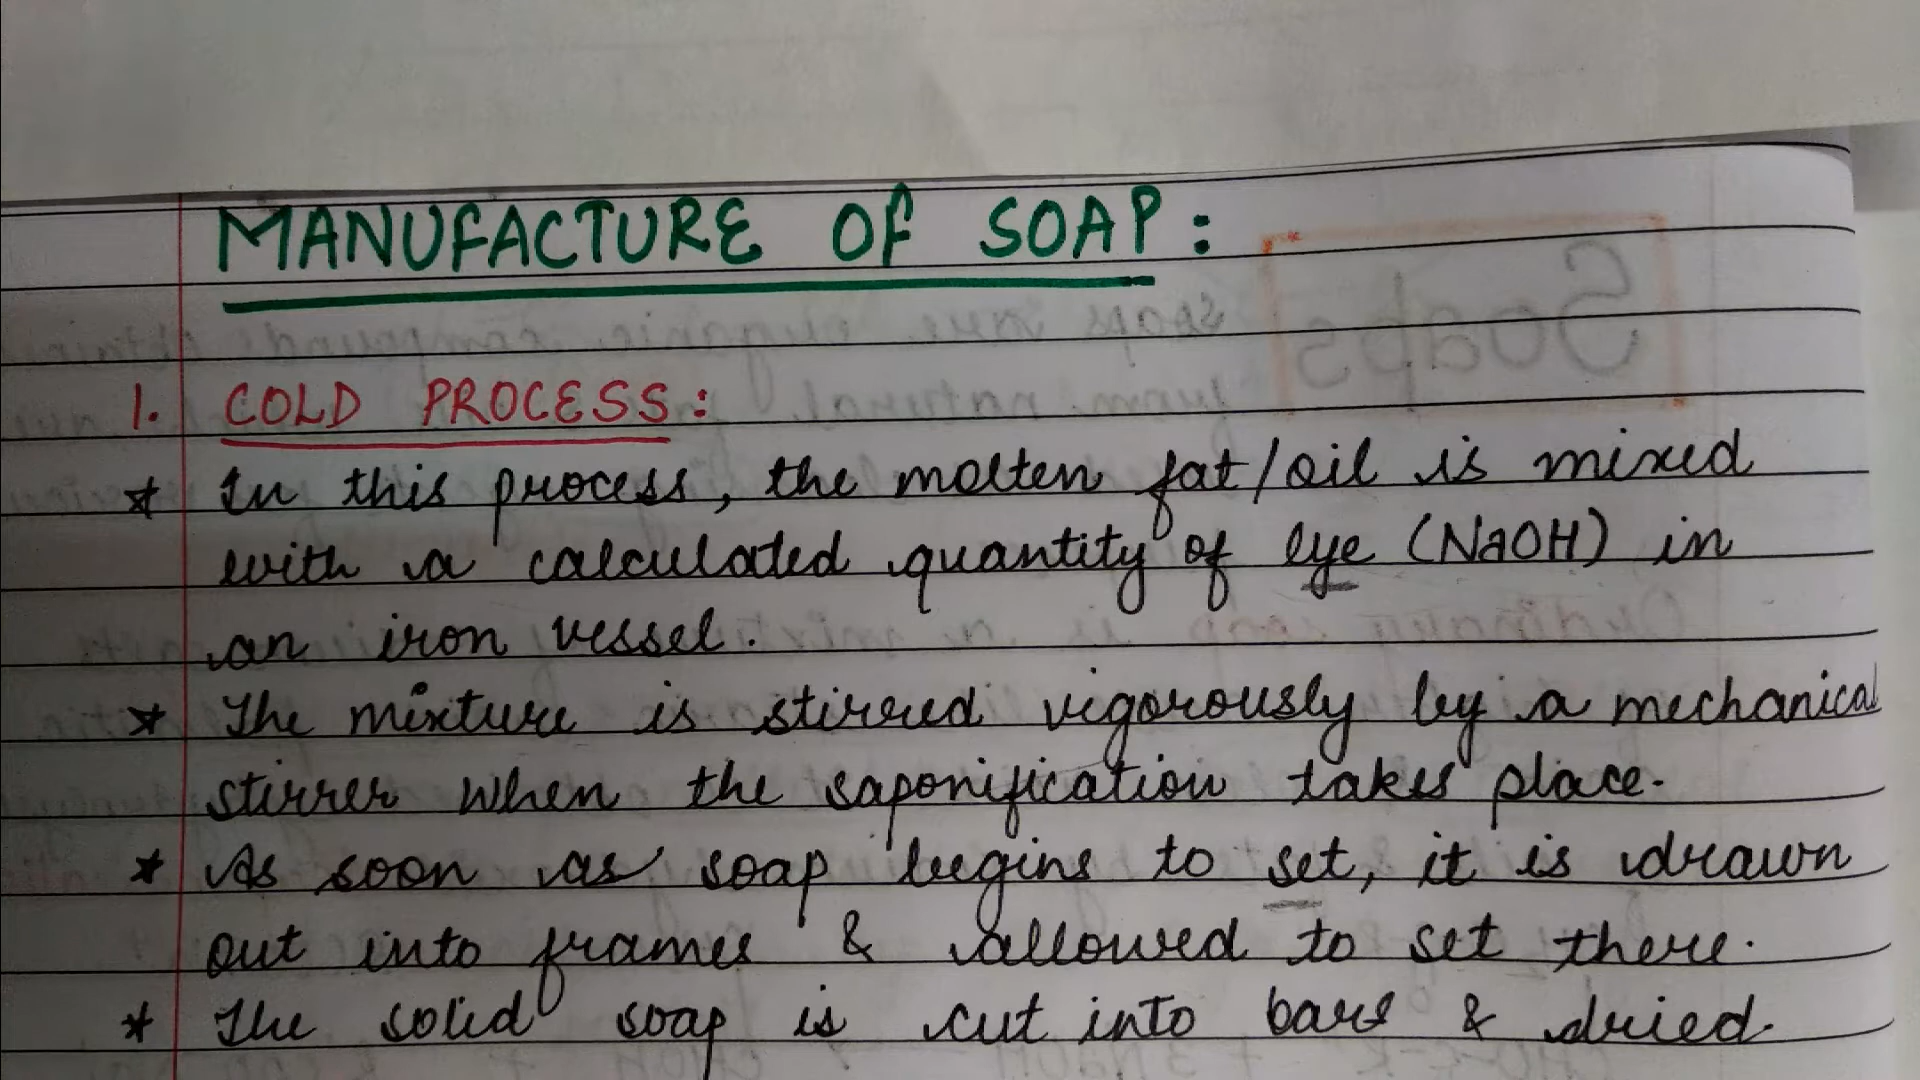 MANUFACTURE OF SOAP:
1. COLD PROCESS:
* In this process, the molten fat/oil is mixed
with a calculated quantity of lye (NaOH) in
an iron vessel.
* The mixture is stirred vigorously by a mechanical
stirrer when the saponification takes place.
* As soon as soap begins to set, it is drawn
out into frames & allowed to set there.
* The solid soap is cut into bars & dried.